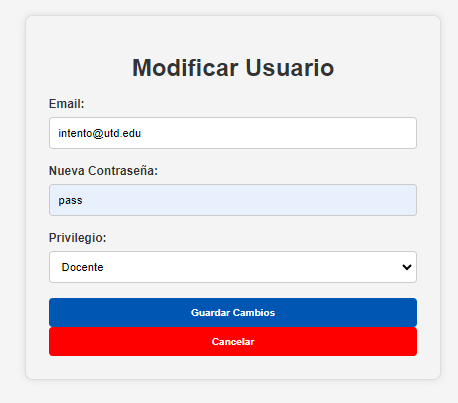 Modificar Usuario
Email:
intento@utd.edu
Nueva Contraseña:
pass
Privilegio:
Docente
Guardar Cambios
Cancelar